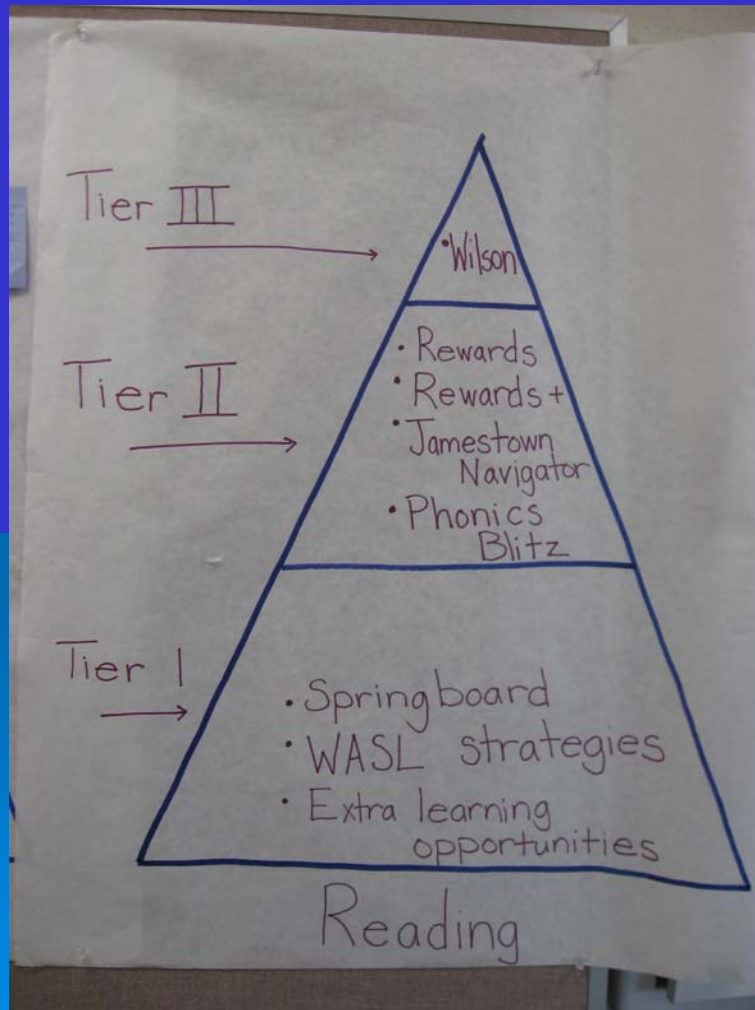 Tier III
• Wilson
Tier II
• Rewards
• Rewards +
• Jamestown
Navigator
• Phonics
Blitz
Tier I
• Springboard
• WASL strategies
• Extra learning
opportunities
Reading